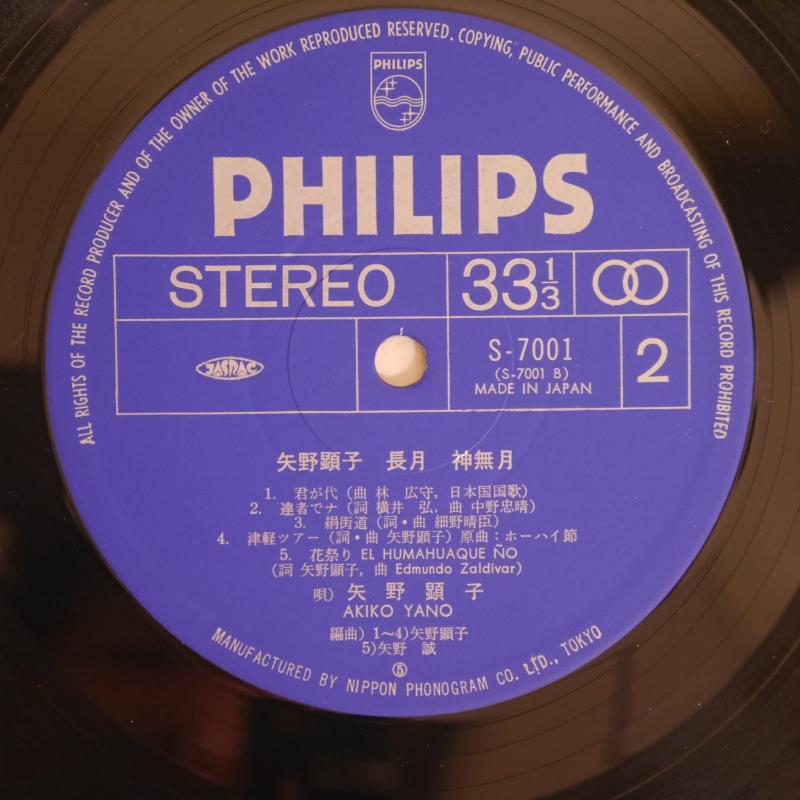 ALL RIGHTS OF THE RECORD PRODUCER AND OF THE OWNER OF THE WORK REPRODUCED RESERVED. COPYING, PUBLIC PERFORMANCE AND BROADCASTING OF THIS RECORD PROHIBITED
PHILIPS
PHILIPS
STEREO 33 1/3
JASRAC
S-7001
(S-7001 B)
MADE IN JAPAN
2
矢野顕子 長月 神無月
1. 君が代 (曲 林 広守, 日本国国歌)
2. 達者でナ (詞 横井 弘, 曲 中野忠晴)
3. 絹街道 (詞・曲 細野晴臣)
4. 津軽ツアー (詞・曲 矢野顕子) 原曲:ホーハイ節
5. 花祭り EL HUMAHUAQUE ÑO
(詞 矢野顕子, 曲 Edmundo Zaldivar)
唄) 矢野顕子
AKIKO YANO
編曲) 1〜4)矢野顕子
5)矢野 誠
⑤
MANUFACTURED BY NIPPON PHONOGRAM CO. LTD., TOKYO